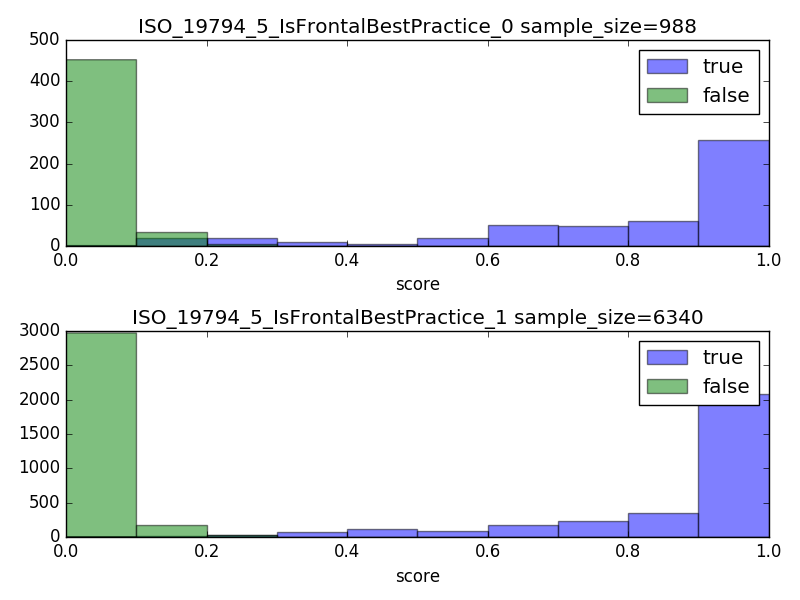 ISO_19794_5_IsFrontalBestPractice_0 sample_size=988
500
400
300
200
100
0
true
false
0.0 0.2 0.4 0.6 0.8 1.0
score
ISO_19794_5_IsFrontalBestPractice_1 sample_size=6340
3000
2500
2000
1500
1000
500
0
true
false
0.0 0.2 0.4 0.6 0.8 1.0
score